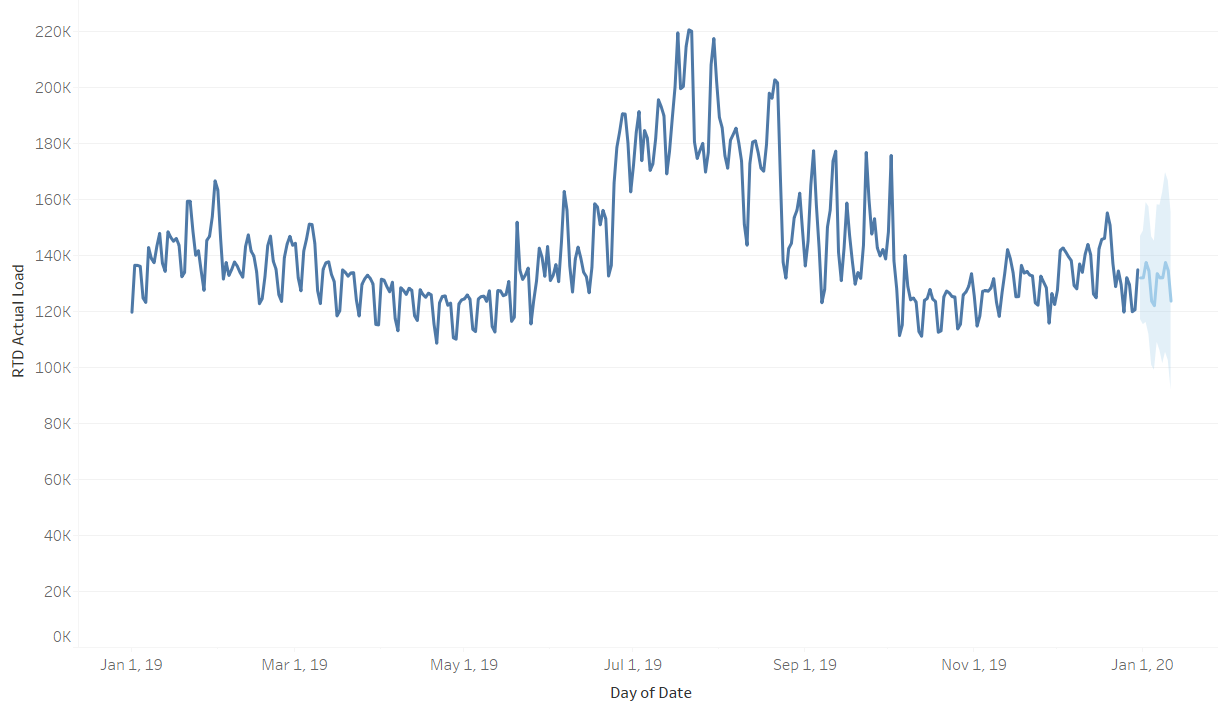 220K
200K
180K
160K
140K
120K
100K
80K
60K
40K
20K
0K
RTD Actual Load
Jan 1, 19
Mar 1, 19
May 1, 19
Jul 1, 19
Sep 1, 19
Nov 1, 19
Jan 1, 20
Day of Date